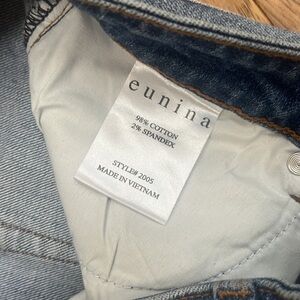 eunina
98% COTTON
2% SPANDEX
STYLE# 2005
MADE IN VIETNAM